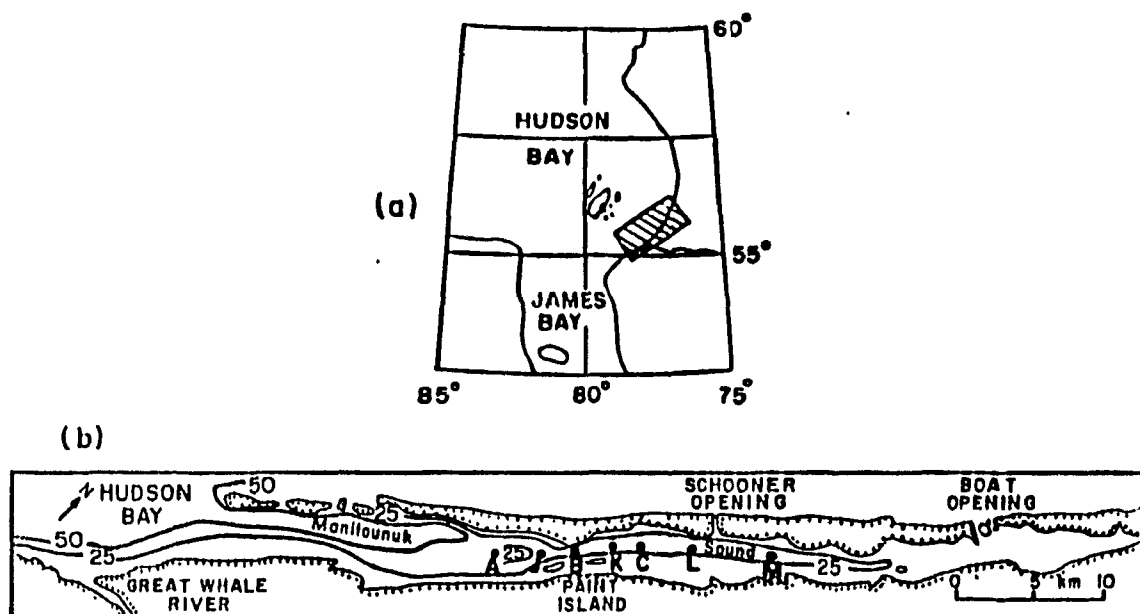 (a)
60°
HUDSON
BAY
55°
JAMES
BAY
85°
80°
75°
(b)
N
HUDSON
BAY
50
SCHOONER
OPENING
BOAT
OPENING
25
Manitounuk
50
25
25
Sound
25
A
J
B
K
C
L
M
GREAT WHALE
RIVER
PAINT
ISLAND
0 5 km 10